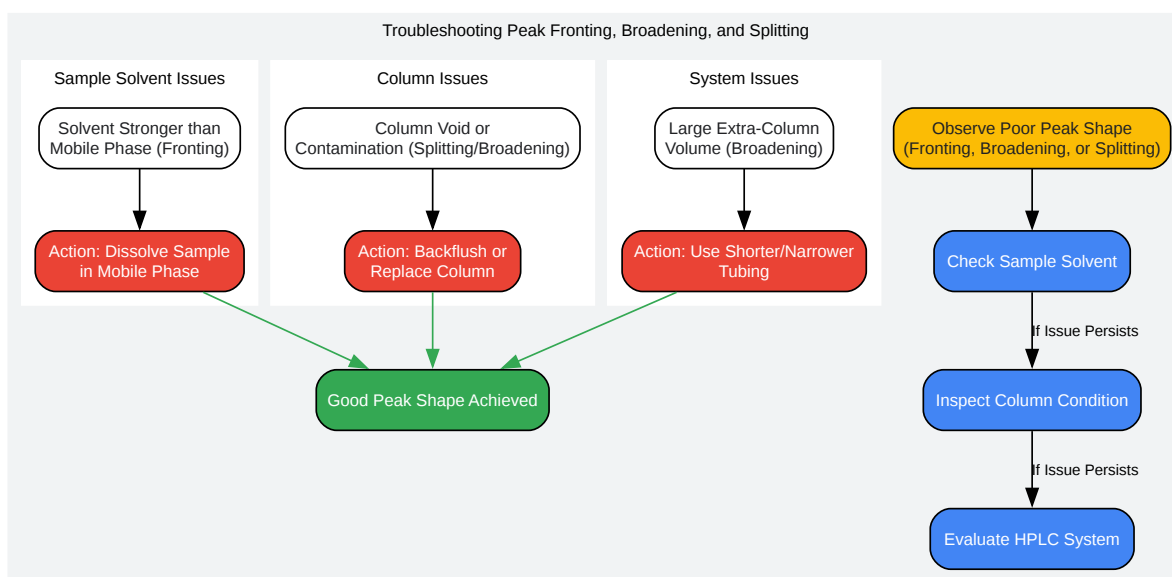 Troubleshooting Peak Fronting, Broadening, and Splitting
Sample Solvent Issues
Solvent Stronger than
Mobile Phase (Fronting)
Action: Dissolve Sample
in Mobile Phase
Column Issues
Column Void or
Contamination (Splitting/Broadening)
Action: Backflush or
Replace Column
System Issues
Large Extra-Column
Volume (Broadening)
Action: Use Shorter/Narrower
Tubing
Good Peak Shape Achieved
Observe Poor Peak Shape
(Fronting, Broadening, or Splitting)
Check Sample Solvent
If Issue Persists
Inspect Column Condition
If Issue Persists
Evaluate HPLC System